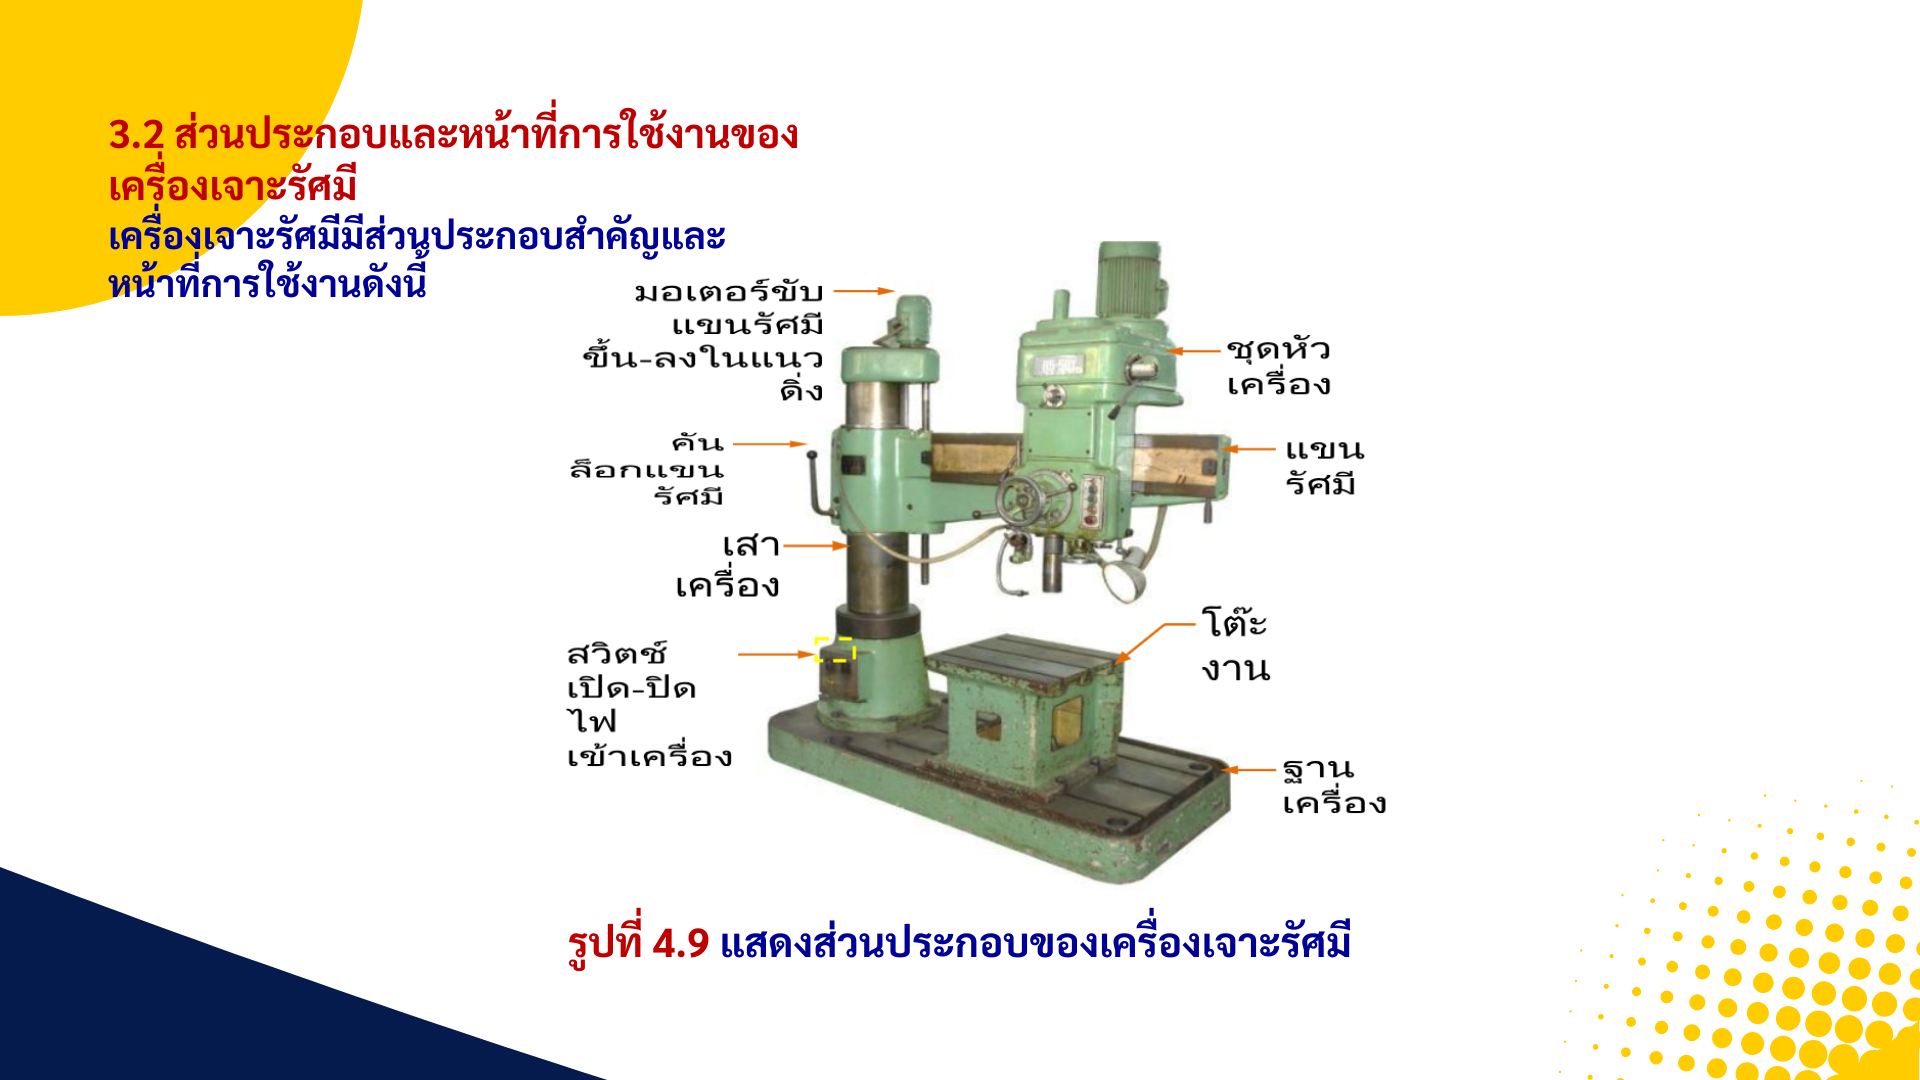 3.2 ส่วนประกอบและหน้าที่การใช้งานของ
เครื่องเจาะรัศมี
เครื่องเจาะรัศมีมีส่วนประกอบสำคัญและ
หน้าที่การใช้งานดังนี้
มอเตอร์ขับ
แขนรัศมี
ขึ้น-ลงในแนว
ดิ่ง
ชุดหัว
เครื่อง
คัน
ล็อกแขน
รัศมี
แขน
รัศมี
เสา
เครื่อง
โต๊ะ
งาน
สวิตช์
เปิด-ปิด
ไฟ
เข้าเครื่อง
ฐาน
เครื่อง
รูปที่ 4.9 แสดงส่วนประกอบของเครื่องเจาะรัศมี